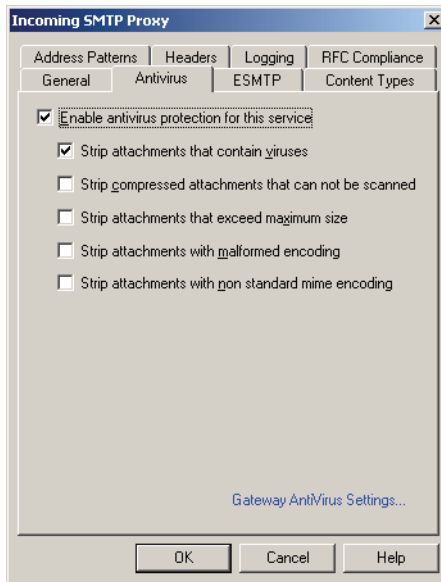 Incoming SMTP Proxy
Address Patterns Headers Logging RFC Compliance
General Antivirus ESMTP Content Types
Enable antivirus protection for this service
Strip attachments that contain viruses
Strip compressed attachments that can not be scanned
Strip attachments that exceed maximum size
Strip attachments with malformed encoding
Strip attachments with non standard mime encoding
Gateway AntiVirus Settings...
OK Cancel Help